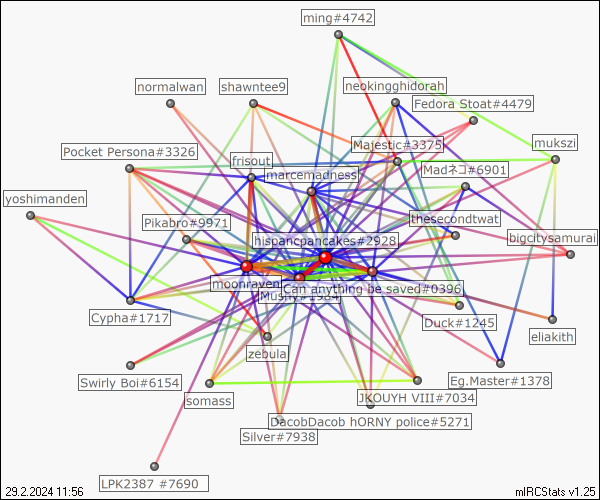 ming#4742
normalwan
shawntee9
neokingghidorah
Fedora Stoat#4479
Pocket Persona#3326
frisout
Majestic#3375
mukszi
marcemadness
Madネコ#6901
yoshimanden
Pikabro#9971
thesecondtwat
hispancpancakes#2928
bigcitysamurai
moonraven
Can anything be saved#0396
Mushy#1984
Cypha#1717
Duck#1245
eliakith
zebula
Swirly Boi#6154
Eg.Master#1378
somass
JKOUYH VIII#7034
DacobDacob hORNY police#5271
Silver#7938
LPK2387 #7690
29.2.2024 11:56
mIRCStats v1.25